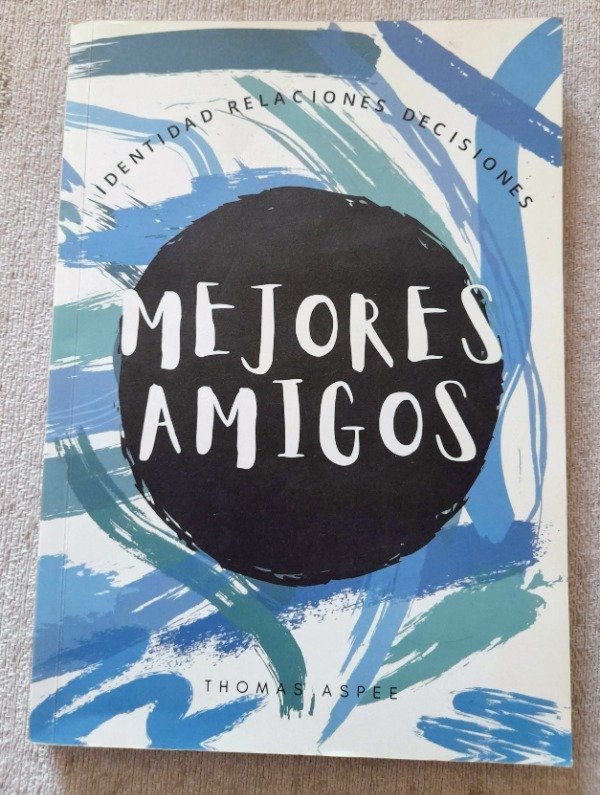 IDENTIDAD RELACIONES DECISIONES
MEJORES
AMIGOS
THOMAS ASPEE